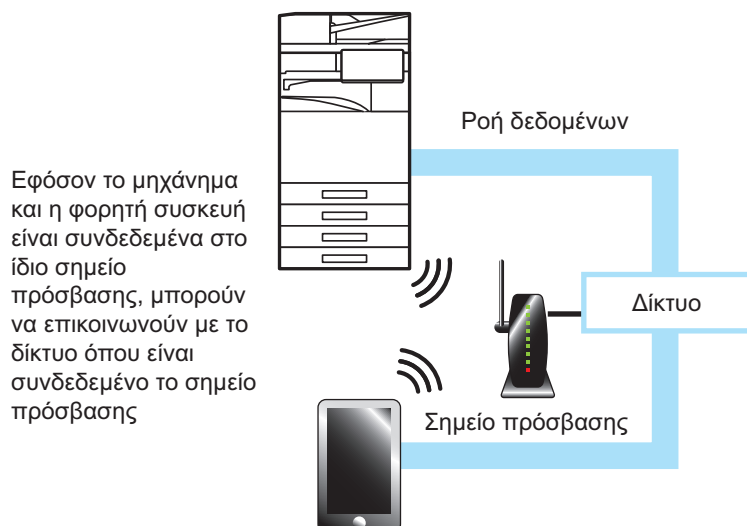 Ροή δεδομένων
Εφόσον το μηχάνημα
και η φορητή συσκευή
είναι συνδεδεμένα στο
ίδιο σημείο
πρόσβασης, μπορούν
να επικοινωνούν με το
δίκτυο όπου είναι
συνδεδεμένο το σημείο
πρόσβασης
Δίκτυο
Σημείο πρόσβασης